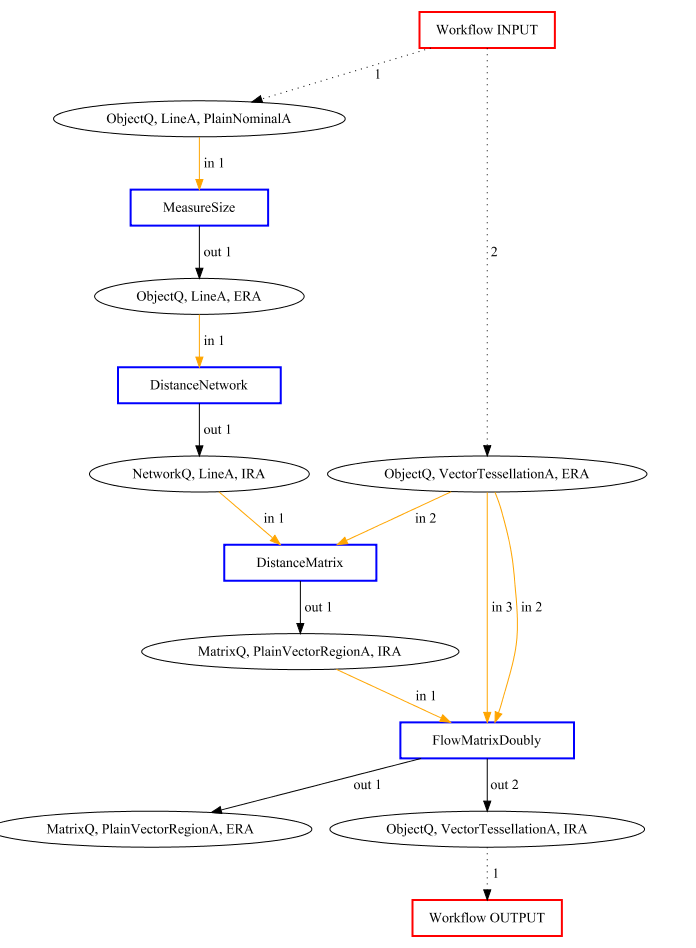 Workflow INPUT
1
ObjectQ, LineA, PlainNominalA
in 1
MeasureSize
out 1
2
ObjectQ, LineA, ERA
in 1
DistanceNetwork
out 1
NetworkQ, LineA, IRA
ObjectQ, VectorTessellationA, ERA
in 1
in 2
DistanceMatrix
out 1
in 3
in 2
MatrixQ, PlainVectorRegionA, IRA
in 1
FlowMatrixDoubly
out 1
out 2
MatrixQ, PlainVectorRegionA, ERA
ObjectQ, VectorTessellationA, IRA
1
Workflow OUTPUT